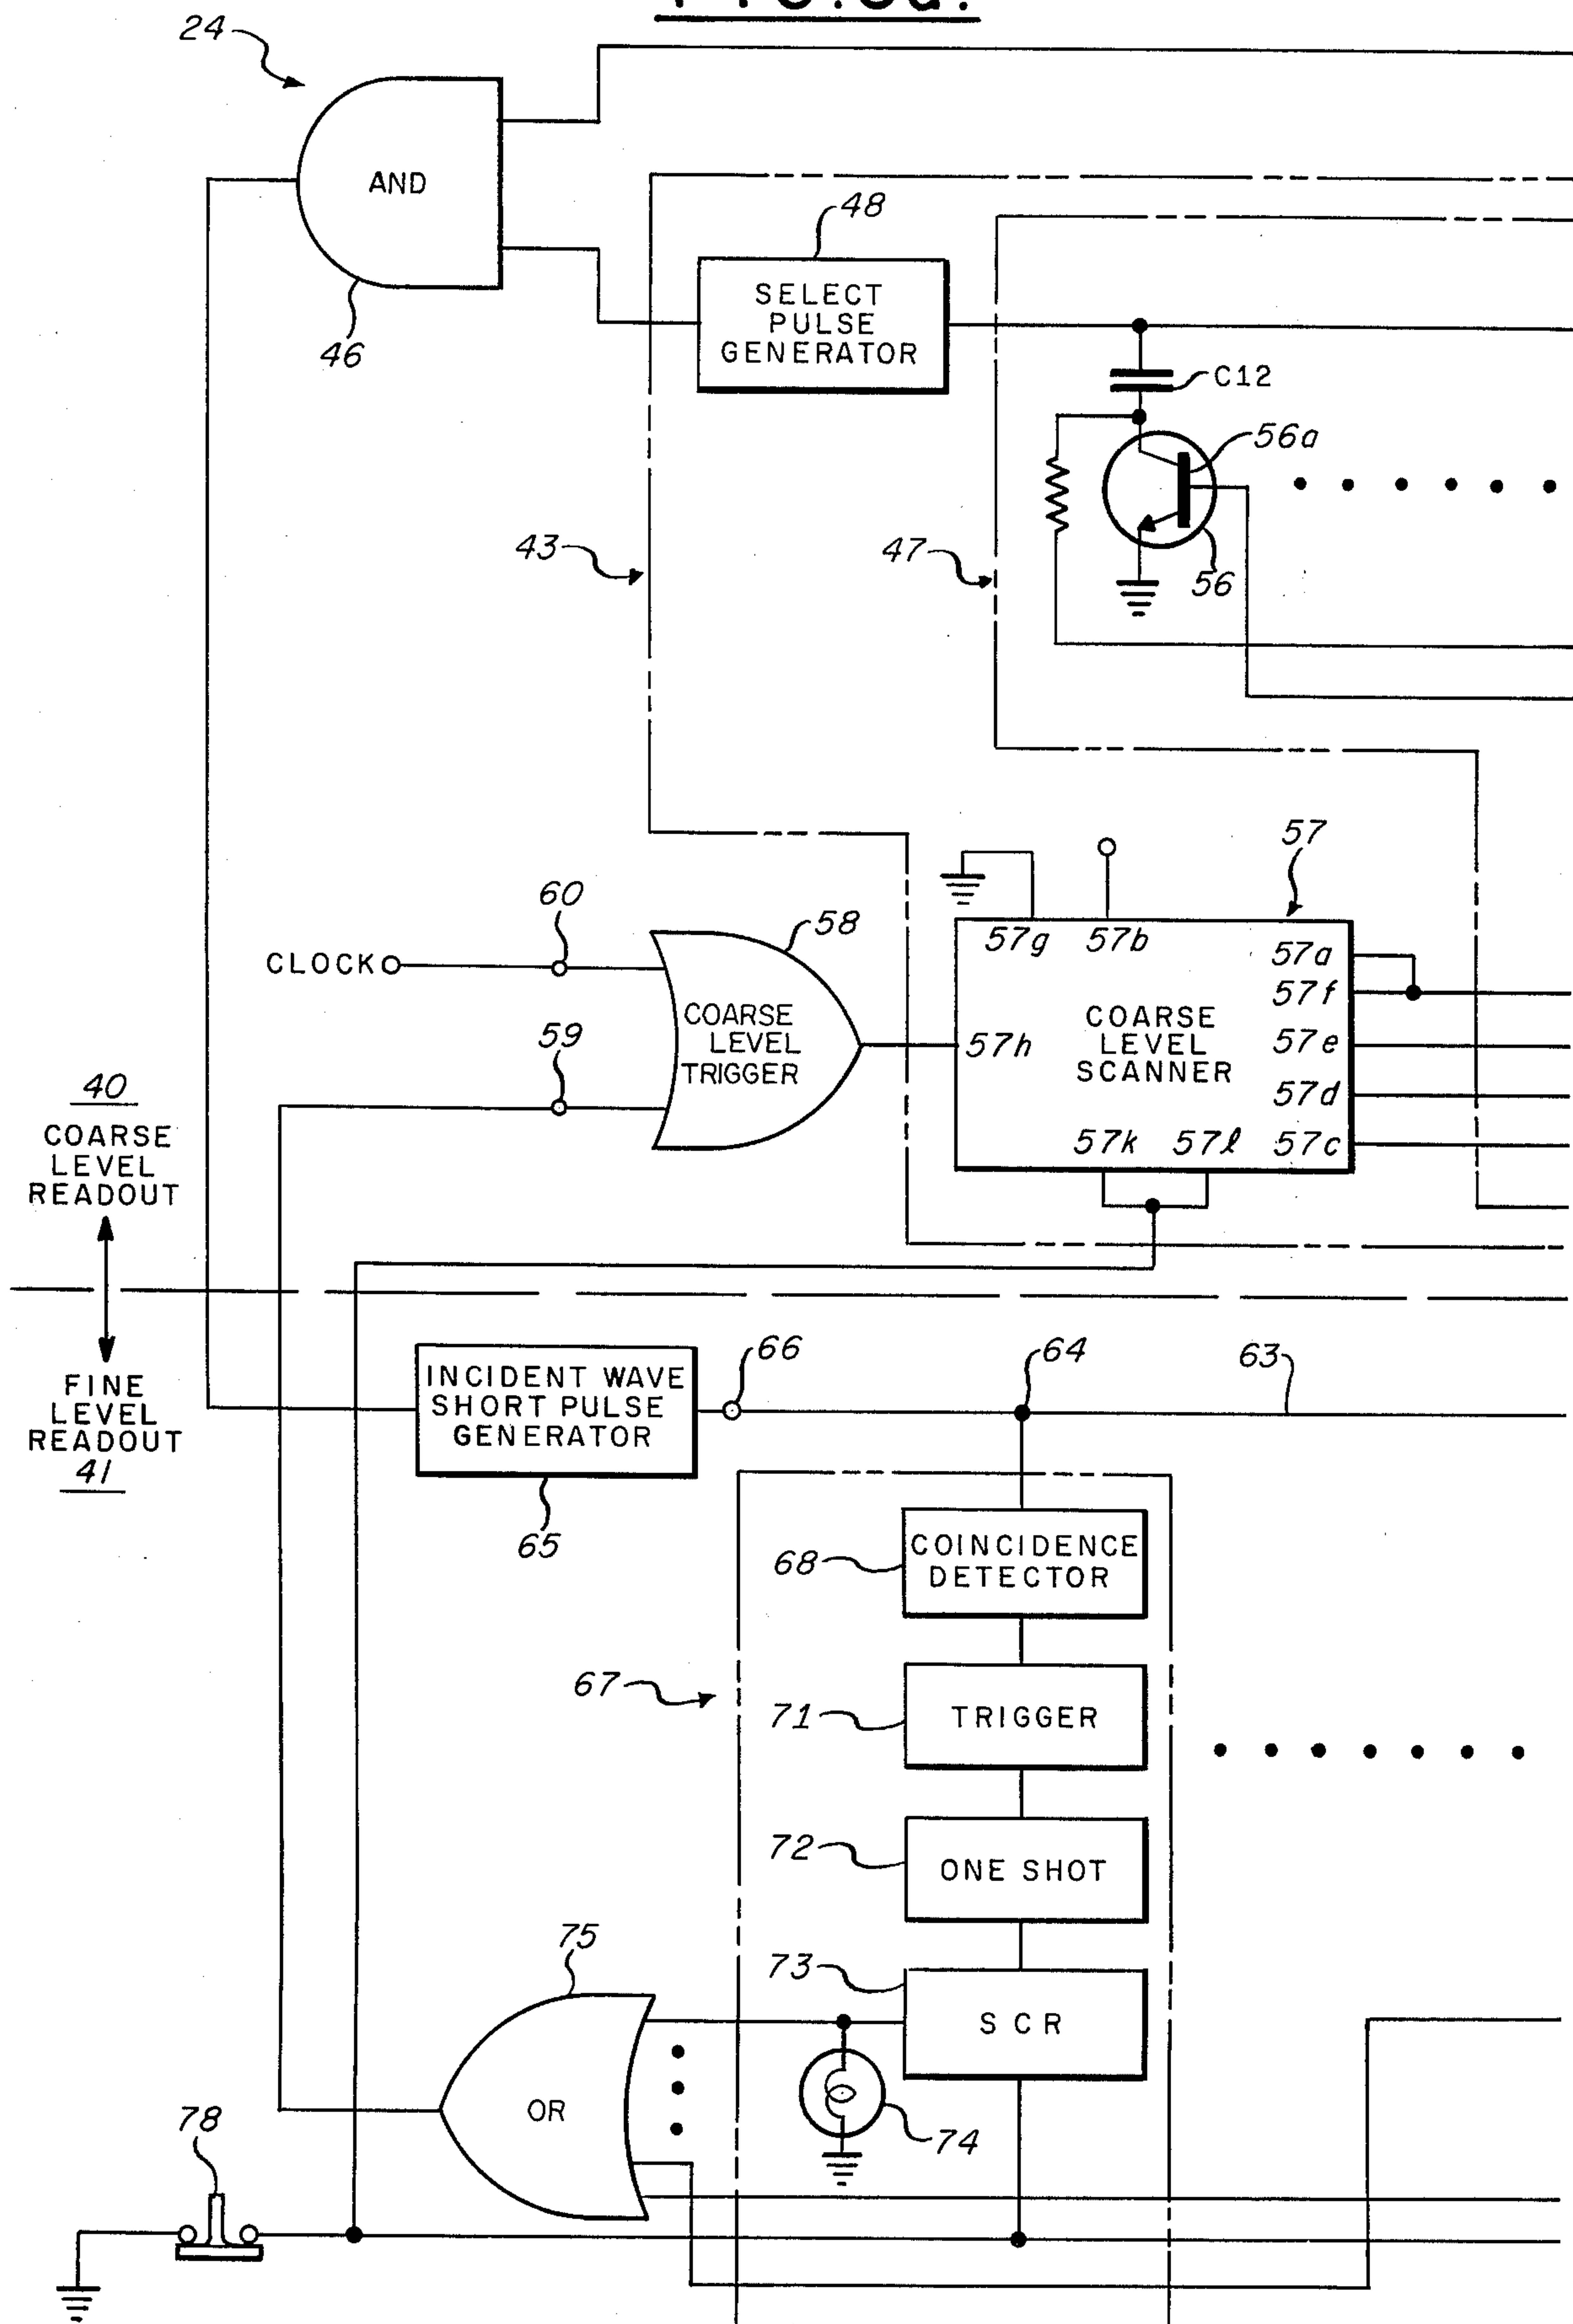 24
AND
46
48
SELECT
PULSE
GENERATOR
C12
56a
56
43
47
57
60
58
CLOCK
59
COARSE
LEVEL
TRIGGER
57g
57b
57a
57f
57h
COARSE
LEVEL
SCANNER
57e
57d
57k
57l
57c
40
COARSE
LEVEL
READOUT
FINE
LEVEL
READOUT
41
INCIDENT WAVE
SHORT PULSE
GENERATOR
65
66
64
63
68
COINCIDENCE
DETECTOR
67
71
TRIGGER
72
ONE SHOT
75
73
SCR
OR
74
78